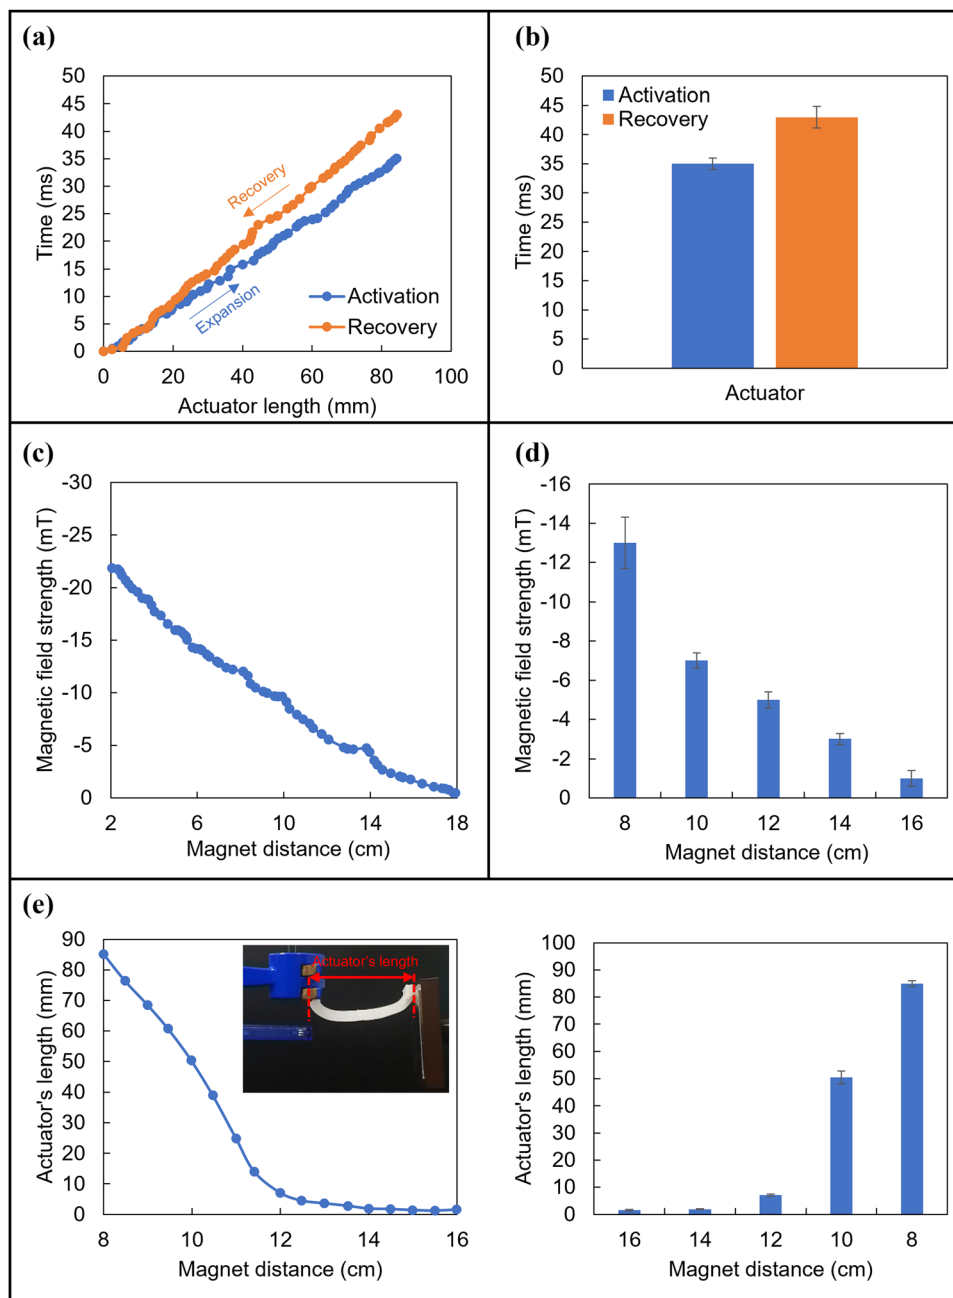 (a)
50
45
40
35
30
25
20
15
10
5
0
Time (ms)
Recovery
Expansion
Activation
Recovery
0 20 40 60 80 100
Actuator length (mm)
(b)
50
45
40
35
30
25
20
15
10
5
0
Time (ms)
Activation
Recovery
Actuator
(c)
-30
-25
-20
-15
-10
-5
0
Magnetic field strength (mT)
2 6 10 14 18
Magnet distance (cm)
(d)
-16
-14
-12
-10
-8
-6
-4
-2
0
Magnetic field strength (mT)
8 10 12 14 16
Magnet distance (cm)
(e)
90
80
70
60
50
40
30
20
10
0
Actuator's length (mm)
Actuator's length
8 10 12 14 16
Magnet distance (cm)
100
90
80
70
60
50
40
30
20
10
0
Actuator's length (mm)
16 14 12 10 8
Magnet distance (cm)